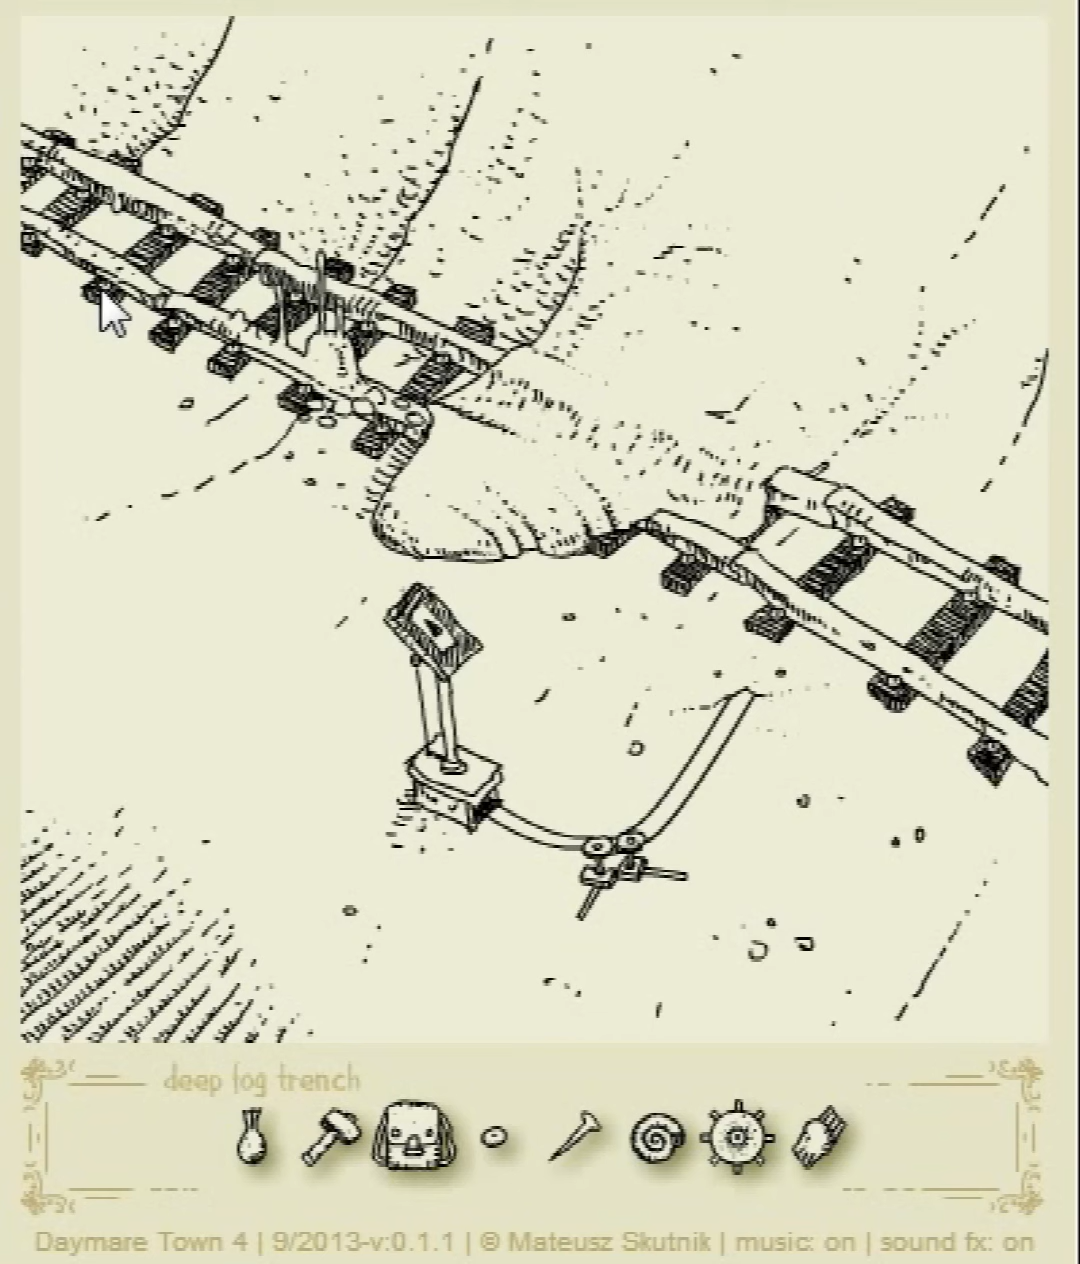 deep fog trench
Daymare Town 4 | 9/2013-v:0.1.1 | © Mateusz Skutnik | music: on | sound fx: on